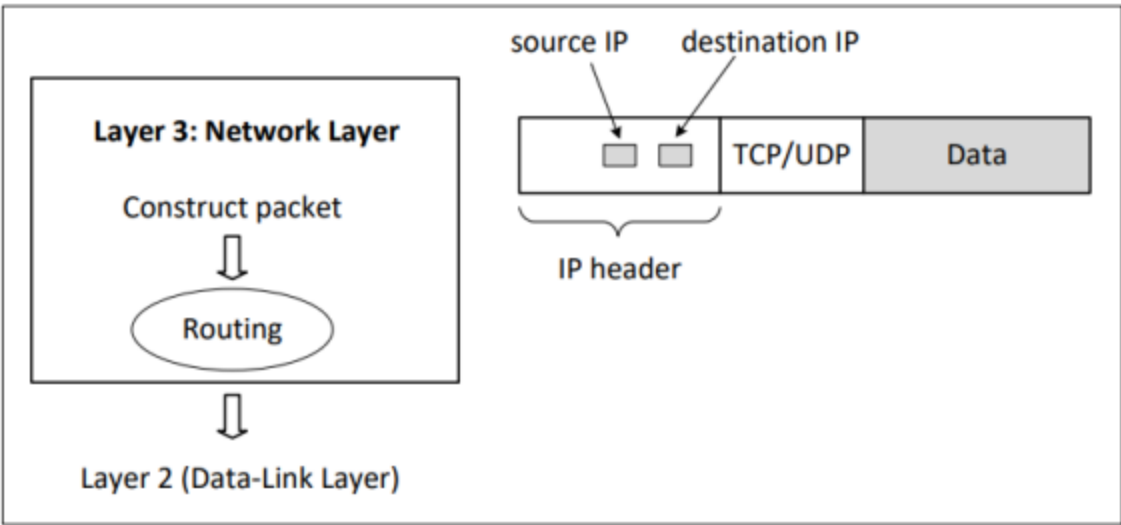 source IP
destination IP
Layer 3: Network Layer
TCP/UDP
Data
Construct packet
IP header
Routing
Layer 2 (Data-Link Layer)